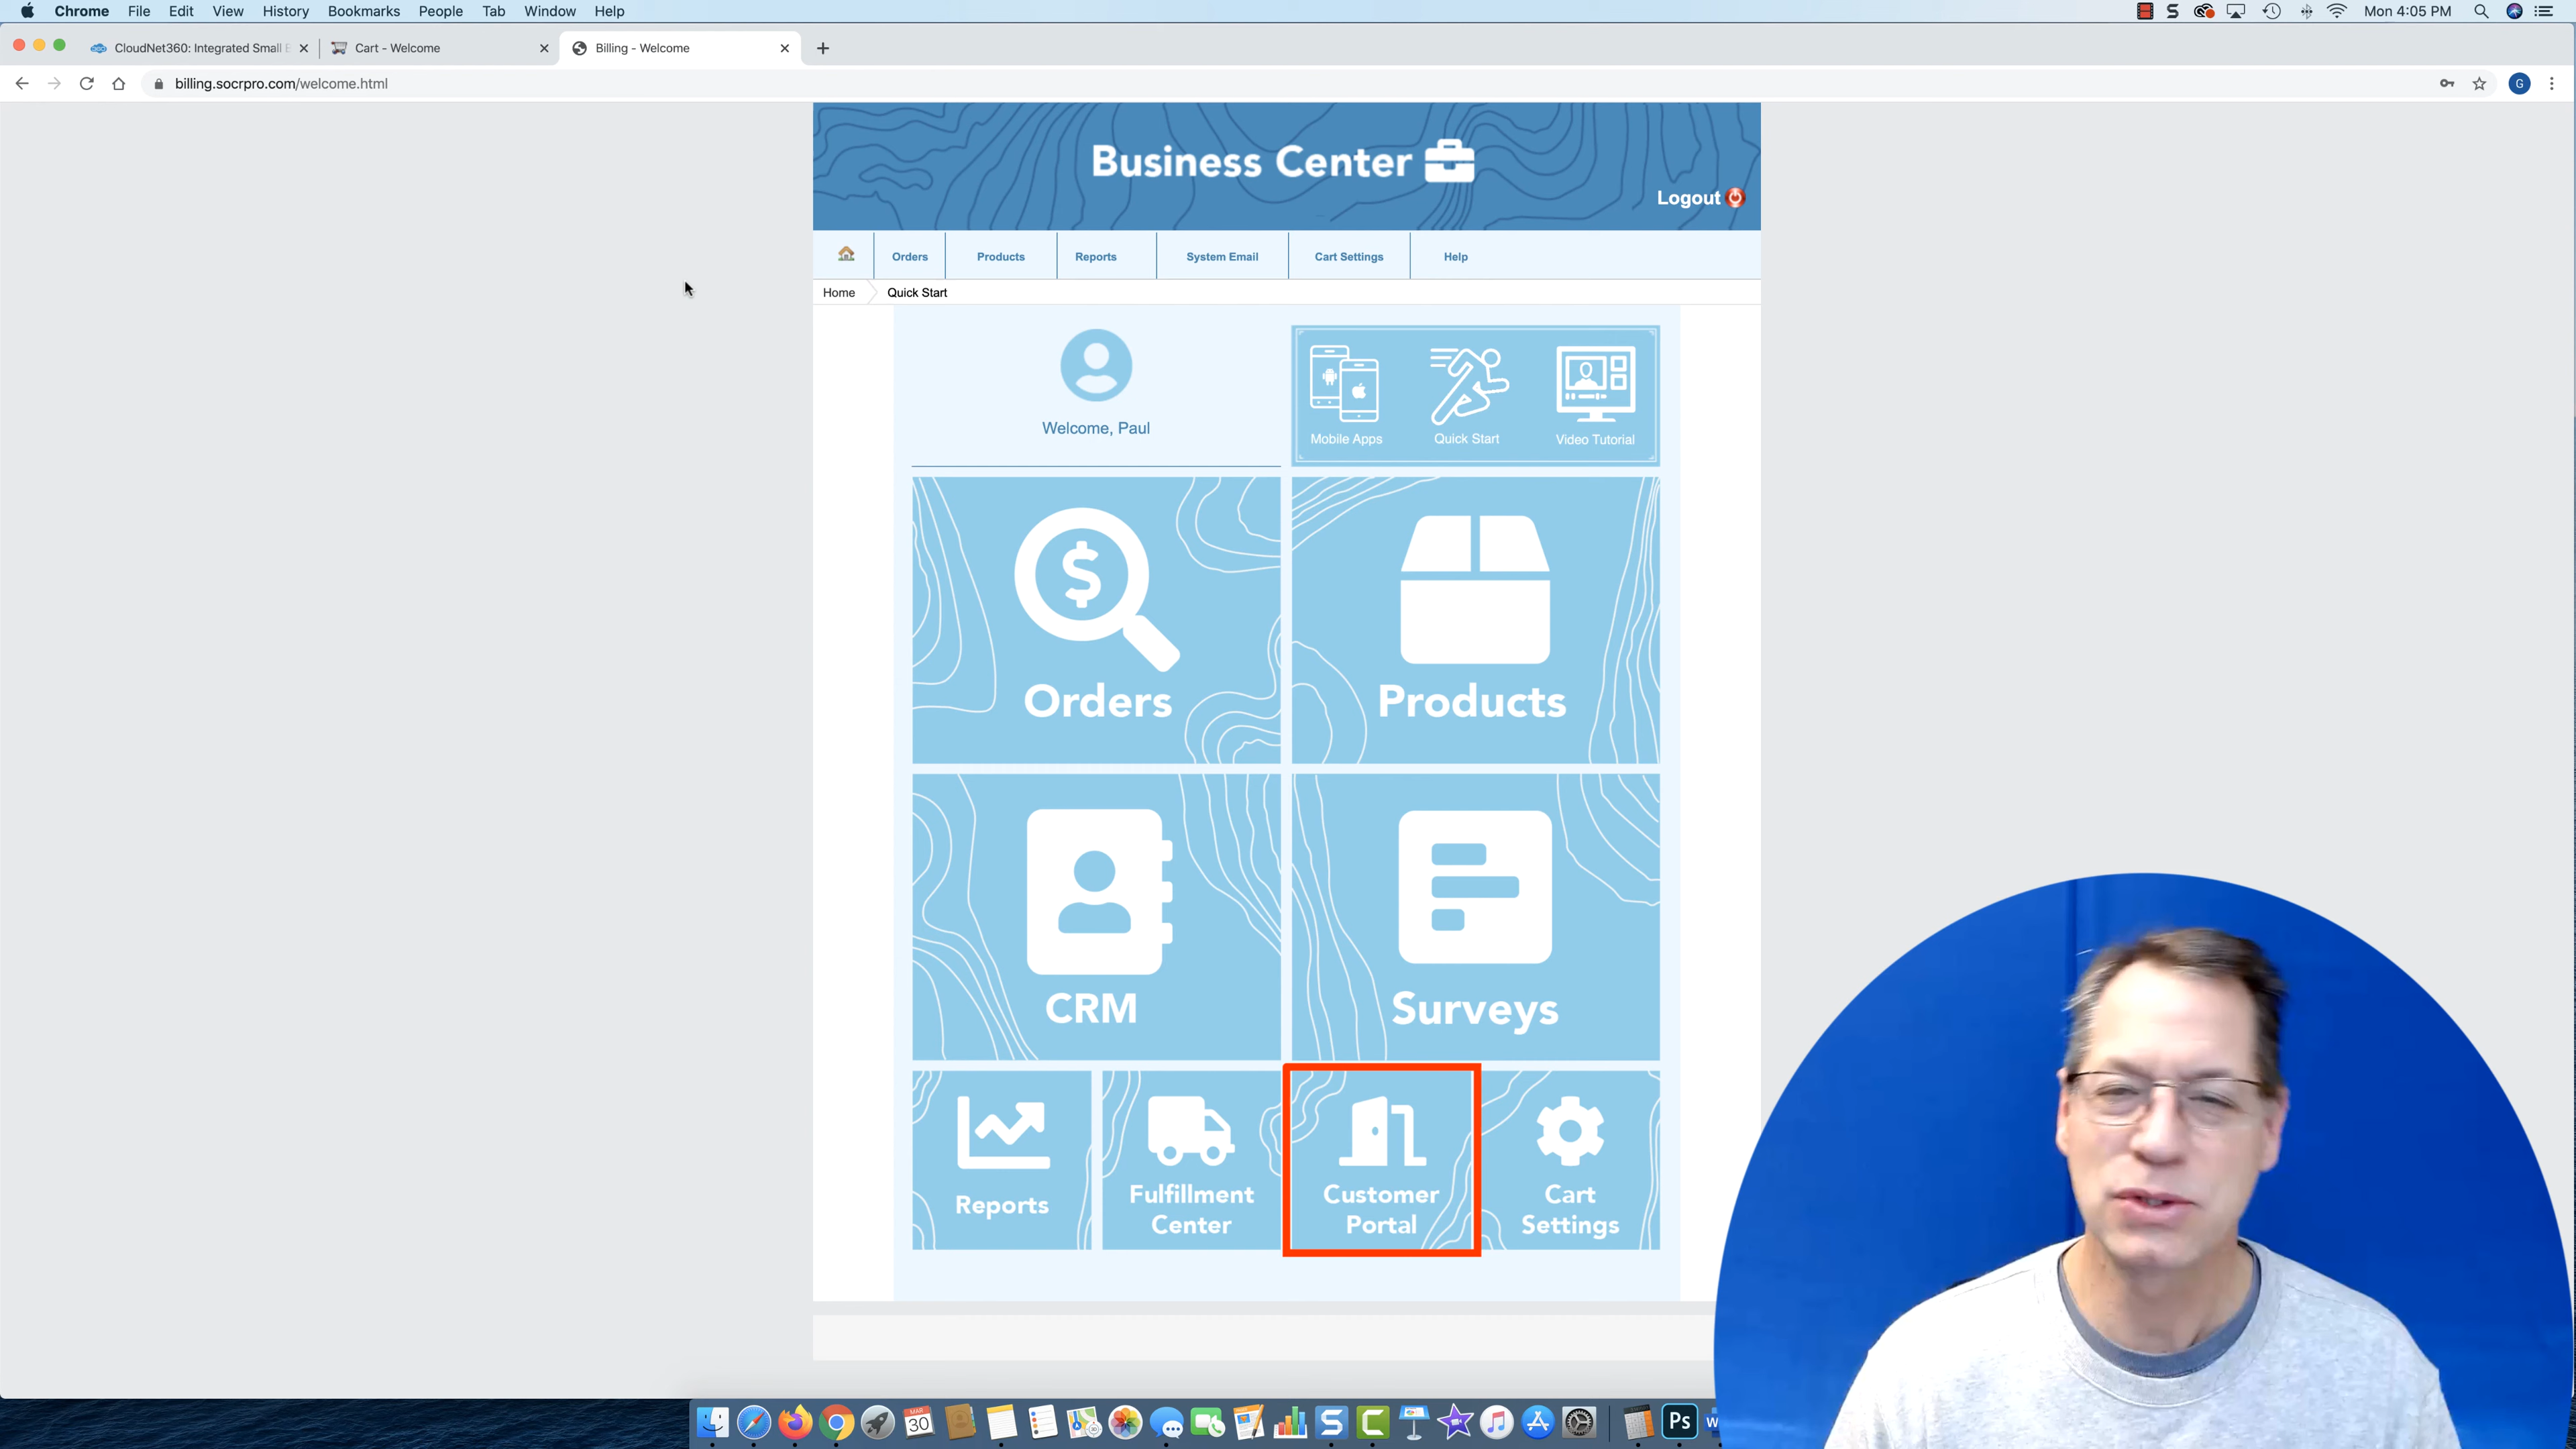 Chrome File Edit View History Bookmarks People Tab Window Help
Mon 4:05 PM
CloudNet360: Integrated Small
Cart - Welcome
Billing - Welcome
billing.socrpro.com/welcome.html
G
Business Center
Logout
Orders Products Reports System Email Cart Settings Help
Home Quick Start
Welcome, Paul
Mobile Apps Quick Start Video Tutorial
$
Orders
Products
CRM
Surveys
Reports
Fulfillment
Center
Customer
Portal
Cart
Settings
MAR
30
S
C
Ps
W